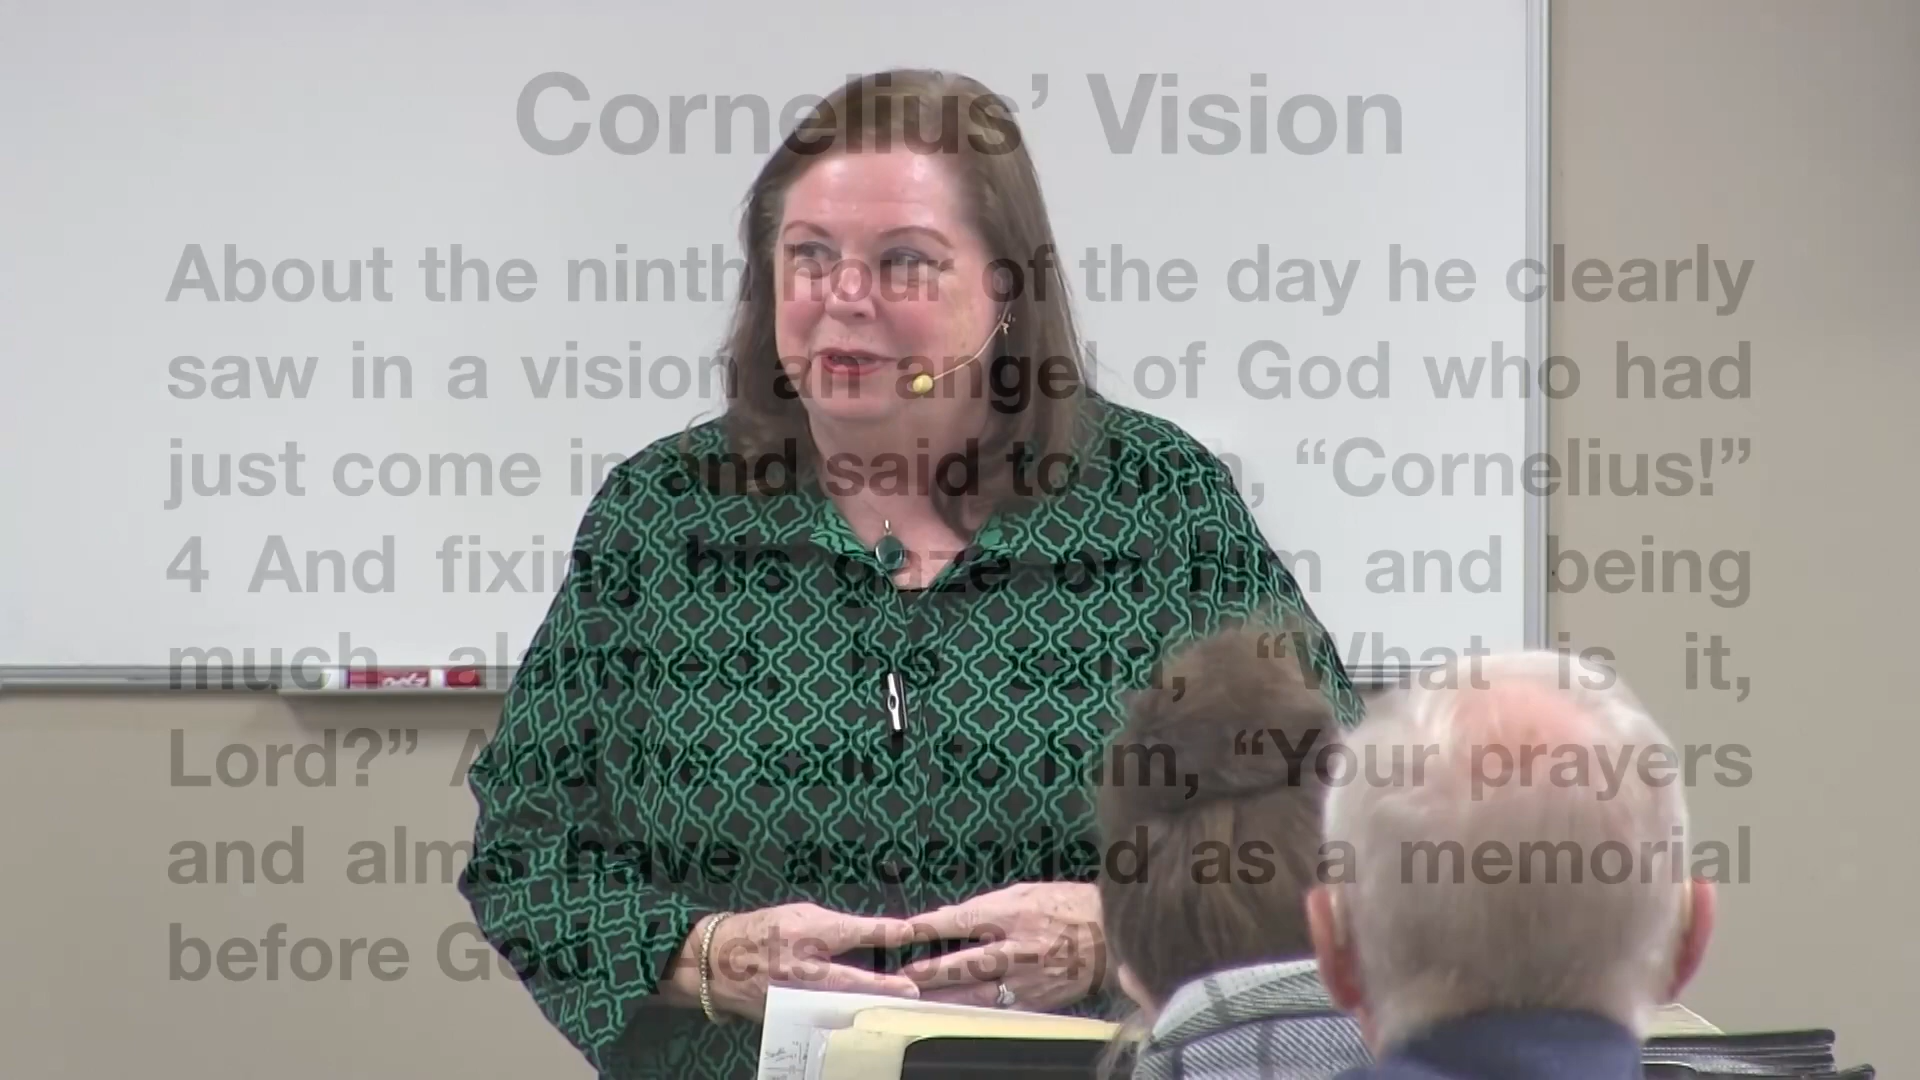 Cornelius’ Vision
About the ninth hour of the day he clearly
saw in a vision an angel of God who had
just come in and said to him, “Cornelius!”
4 And fixing his gaze on him and being
much alarmed, he said, “What is it,
Lord?” And he said to him, “Your prayers
and alms have ascended as a memorial
before God. (Acts 10:3-4)